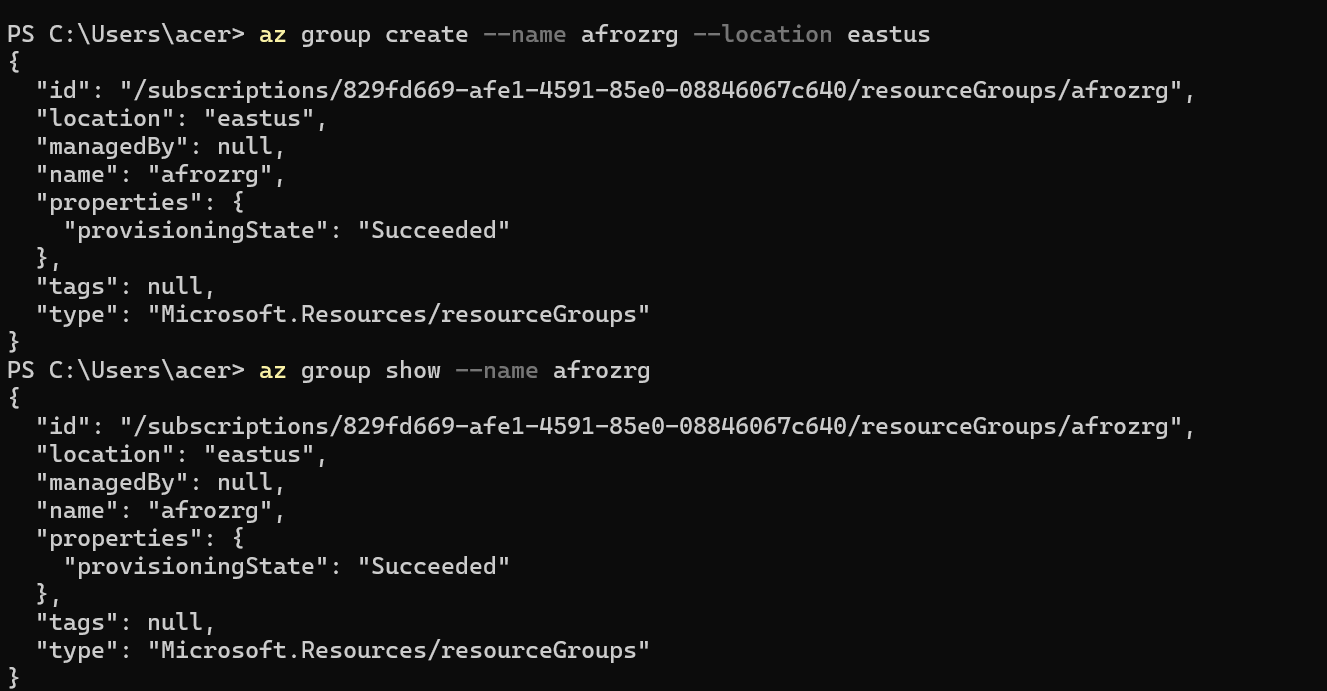 PS C:\Users\acer> az group create --name afrozrg --location eastus
{
  "id": "/subscriptions/829fd669-afe1-4591-85e0-08846067c640/resourceGroups/afrozrg",
  "location": "eastus",
  "managedBy": null,
  "name": "afrozrg",
  "properties": {
    "provisioningState": "Succeeded"
  },
  "tags": null,
  "type": "Microsoft.Resources/resourceGroups"
}
PS C:\Users\acer> az group show --name afrozrg
{
  "id": "/subscriptions/829fd669-afe1-4591-85e0-08846067c640/resourceGroups/afrozrg",
  "location": "eastus",
  "managedBy": null,
  "name": "afrozrg",
  "properties": {
    "provisioningState": "Succeeded"
  },
  "tags": null,
  "type": "Microsoft.Resources/resourceGroups"
}